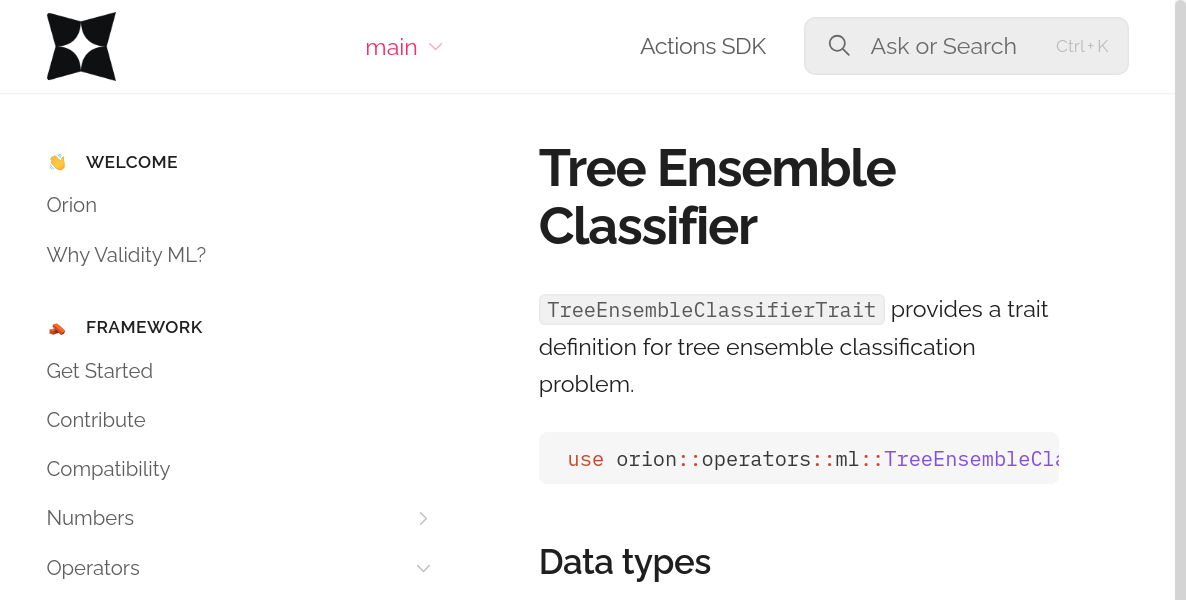 main
Actions SDK
Ask or Search
Ctrl + K
WELCOME
Orion
Why Validity ML?
FRAMEWORK
Get Started
Contribute
Compatibility
Numbers
Operators
Tree Ensemble
Classifier
TreeEnsembleClassifierTrait provides a trait
definition for tree ensemble classification
problem.
use orion::operators::ml::TreeEnsembleCla
Data types